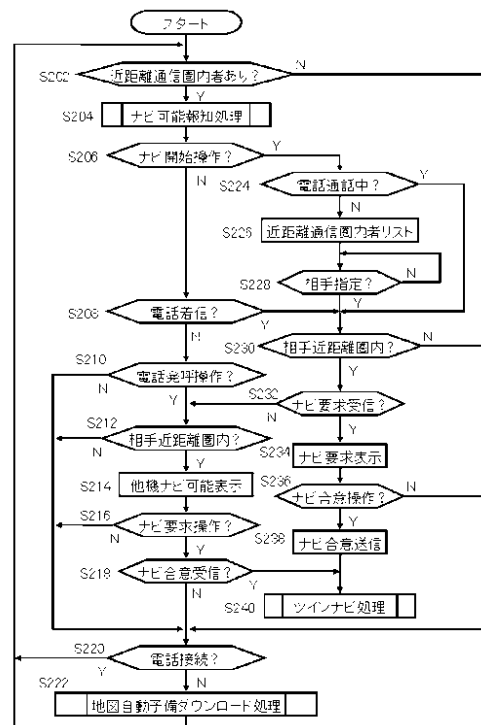 スタート
S202
近距離通信圏内者あり?
N
Y
S204
ナビ可能報知処理
S206
ナビ開始操作?
Y
N
S224
電話通話中?
Y
N
S226
近距離通信圏内者リスト
S228
相手指定?
N
Y
S208
電話着信?
Y
N
S230
相手近距離圏内?
N
Y
S210
電話発呼操作?
N
Y
S232
ナビ要求受信?
N
Y
S212
相手近距離圏内?
N
Y
S234
ナビ要求表示
S214
他機ナビ可能表示
S236
ナビ合意操作?
N
Y
S216
ナビ要求操作?
N
Y
S238
ナビ合意送信
S218
ナビ合意受信?
Y
N
S240
ツインナビ処理
S220
電話接続?
Y
N
S222
地図自動予備ダウンロード処理